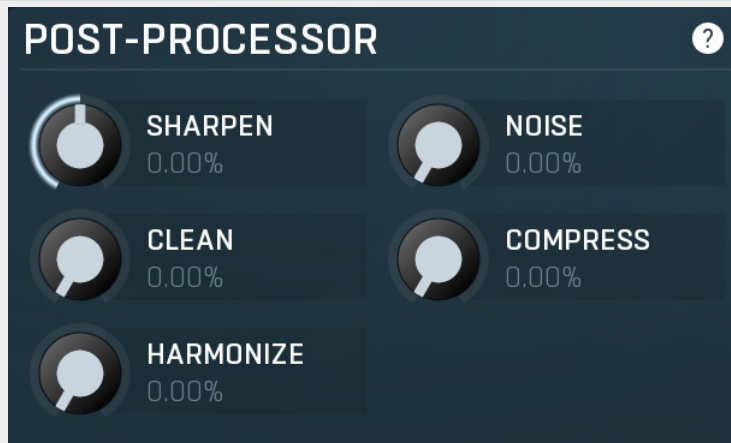 POST-PROCESSOR
?
SHARPEN
0.00%
NOISE
0.00%
CLEAN
0.00%
COMPRESS
0.00%
HARMONIZE
0.00%